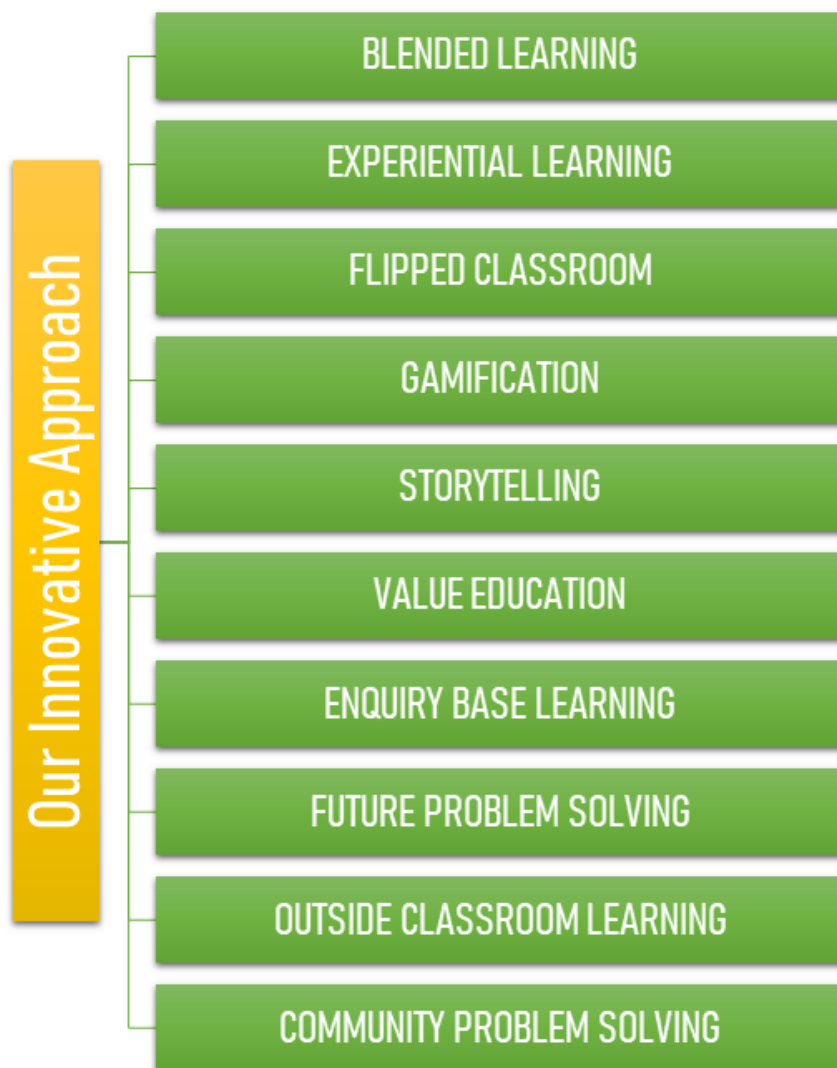 Our Innovative Approach
BLENDED LEARNING
EXPERIENTIAL LEARNING
FLIPPED CLASSROOM
GAMIFICATION
STORYTELLING
VALUE EDUCATION
ENQUIRY BASE LEARNING
FUTURE PROBLEM SOLVING
OUTSIDE CLASSROOM LEARNING
COMMUNITY PROBLEM SOLVING